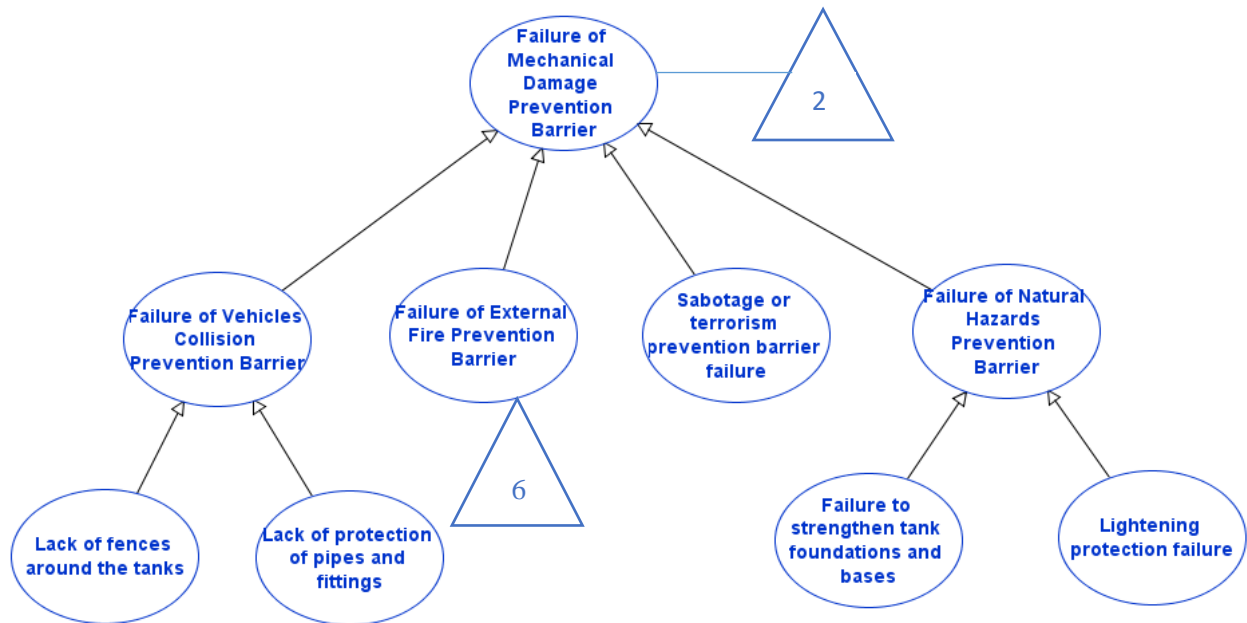 Failure of
Mechanical
Damage
Prevention
Barrier
2
Failure of Vehicles
Collision
Prevention Barrier
Failure of External
Fire Prevention
Barrier
Sabotage or
terrorism
prevention barrier
failure
Failure of Natural
Hazards
Prevention
Barrier
6
Lack of fences
around the tanks
Lack of protection
of pipes and
fittings
Failure to
strengthen tank
foundations and
bases
Lightening
protection failure